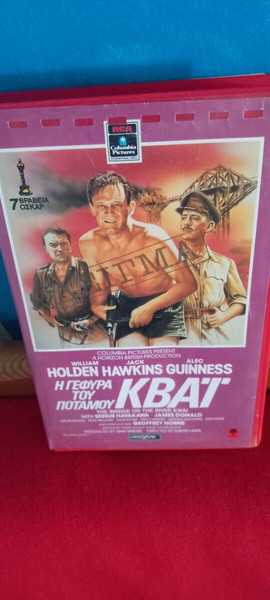 RCA
Columbia
Pictures
7 ΒΡΑΒΕΙΑ
ΟΣΚΑΡ
COLUMBIA PICTURES PRESENT
A HORIZON BRITISH PRODUCTION
WILLIAM JACK ALEC
HOLDEN HAWKINS GUINNESS
Η ΓΕΦΥΡΑ
ΤΟΥ
ΠΟΤΑΜΟΥ ΚΒΑΪ
THE BRIDGE ON THE RIVER KWAI
WITH SESSUE HAYAKAWA JAMES DONALD
GEOFFREY HORNE
PRODUCED BY SAM SPIEGEL DIRECTED BY DAVID LEAN